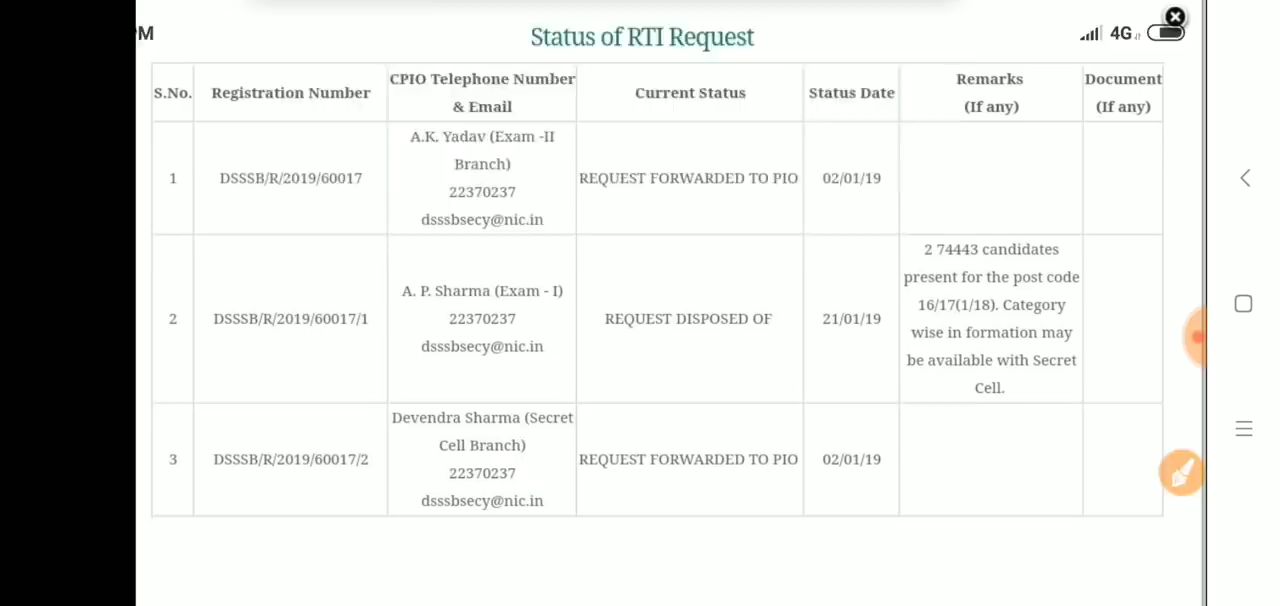 M
4G
Status of RTI Request
S.No.
Registration Number
CPIO Telephone Number
& Email
Current Status
Status Date
Remarks
(If any)
Document
(If any)
1
DSSSB/R/2019/60017
A.K. Yadav (Exam -II
Branch)
22370237
dsssbsecy@nic.in
REQUEST FORWARDED TO PIO
02/01/19
2
DSSSB/R/2019/60017/1
A. P. Sharma (Exam - I)
22370237
dsssbsecy@nic.in
REQUEST DISPOSED OF
21/01/19
2 74443 candidates
present for the post code
16/17(1/18). Category
wise in formation may
be available with Secret
Cell.
3
DSSSB/R/2019/60017/2
Devendra Sharma (Secret
Cell Branch)
22370237
dsssbsecy@nic.in
REQUEST FORWARDED TO PIO
02/01/19